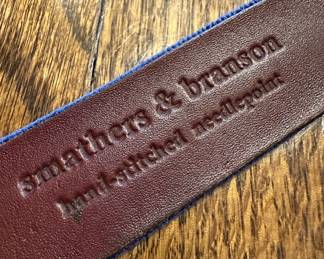 smathers & branson
hand-stitched needlepoint